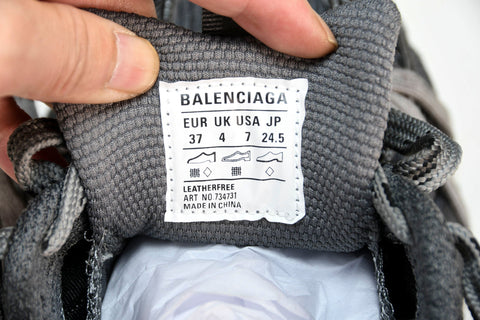 BALENCIAGA
EUR UK USA JP
37 4 7 24.5
LEATHERFREE
ART NO.734731
MADE IN CHINA